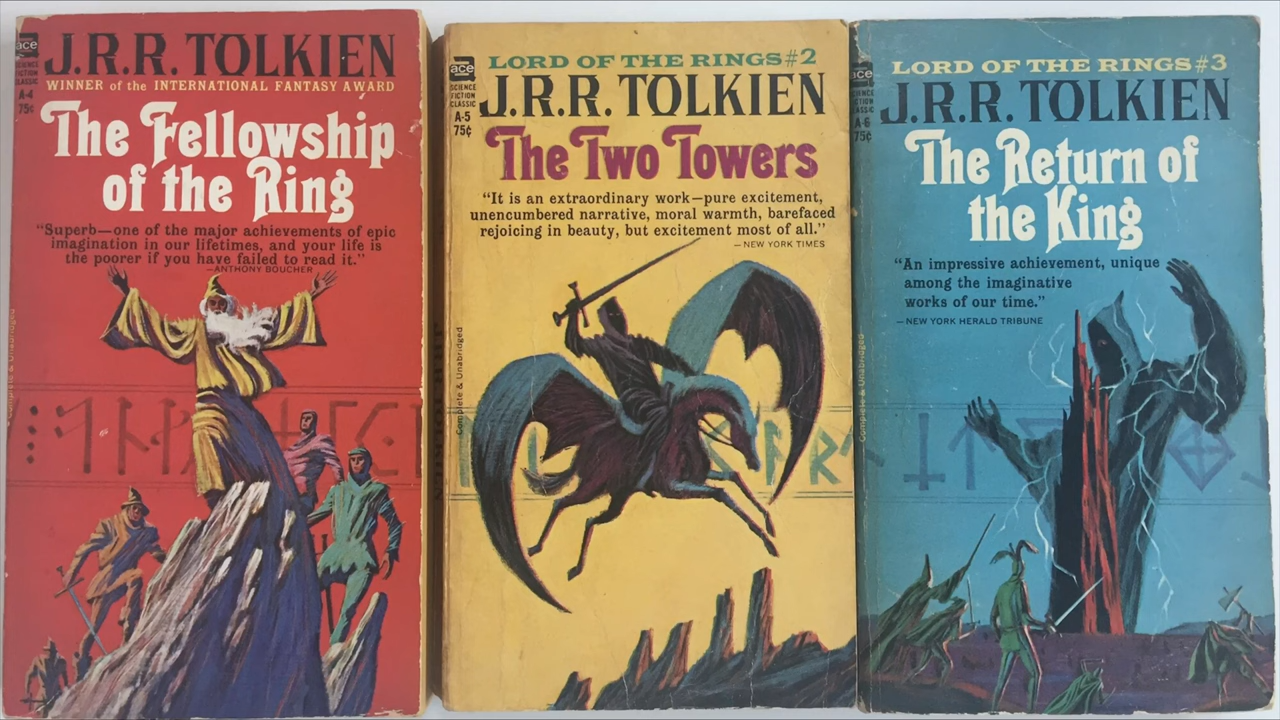 ace
SCIENCE
FICTION
CLASSIC
A-4
75¢
J.R.R. TOLKIEN
WINNER of the INTERNATIONAL FANTASY AWARD
The Fellowship
of the Ring
“Superb—one of the major achievements of epic
imagination in our lifetimes, and your life is
the poorer if you have failed to read it.”
—ANTHONY BOUCHER
Complete & Unabridged
ace
SCIENCE
FICTION
CLASSIC
A-5
75¢
LORD OF THE RINGS #2
J.R.R. TOLKIEN
The Two Towers
“It is an extraordinary work—pure excitement,
unencumbered narrative, moral warmth, barefaced
rejoicing in beauty, but excitement most of all.”
—NEW YORK TIMES
Complete & Unabridged
ace
SCIENCE
FICTION
CLASSIC
A-6
75¢
LORD OF THE RINGS #3
J.R.R. TOLKIEN
The Return of
the King
“An impressive achievement, unique
among the imaginative
works of our time.”
—NEW YORK HERALD TRIBUNE
Complete & Unabridged